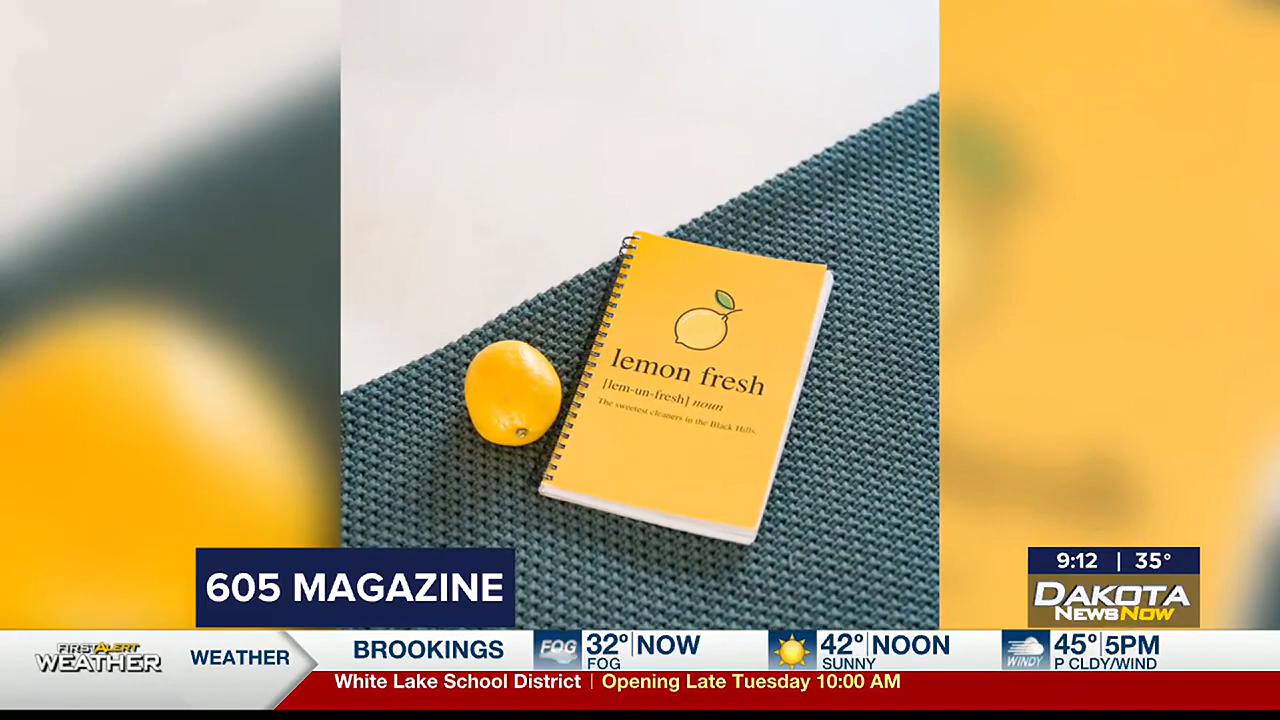 lemon fresh
[lem-un-fresh] noun
The sweetest cleaners in the Black Hills.
605 MAGAZINE
9:12 | 35°
DAKOTA
NEWS NOW
FIRST ALERT
WEATHER
WEATHER
BROOKINGS
FOG
32° NOW
FOG
42° NOON
SUNNY
WINDY
45° 5PM
P CLDY/WIND
White Lake School District | Opening Late Tuesday 10:00 AM